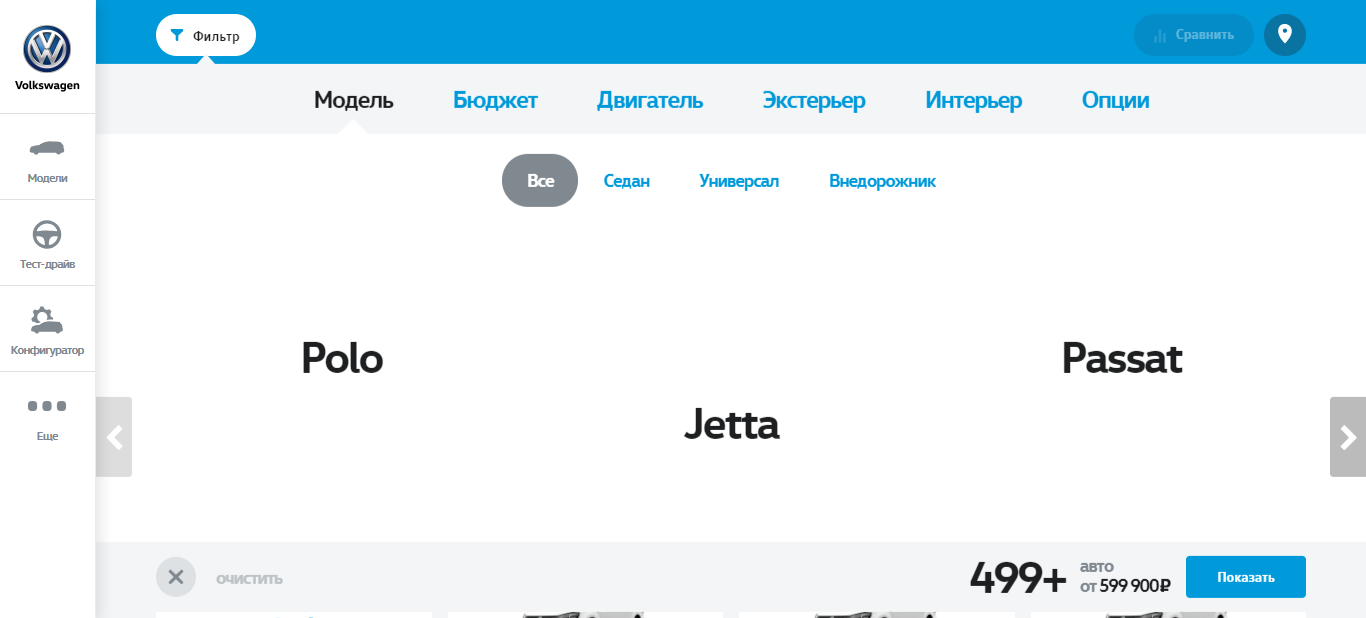 Фильтр
Сравнить
Volkswagen
Модель Бюджет Двигатель Экстерьер Интерьер Опции
Модели
Все Седан Универсал Внедорожник
Тест-драйв
Конфигуратор
Еще
Polo
Jetta
Passat
очистить
499+
авто
от 599 900₽
Показать